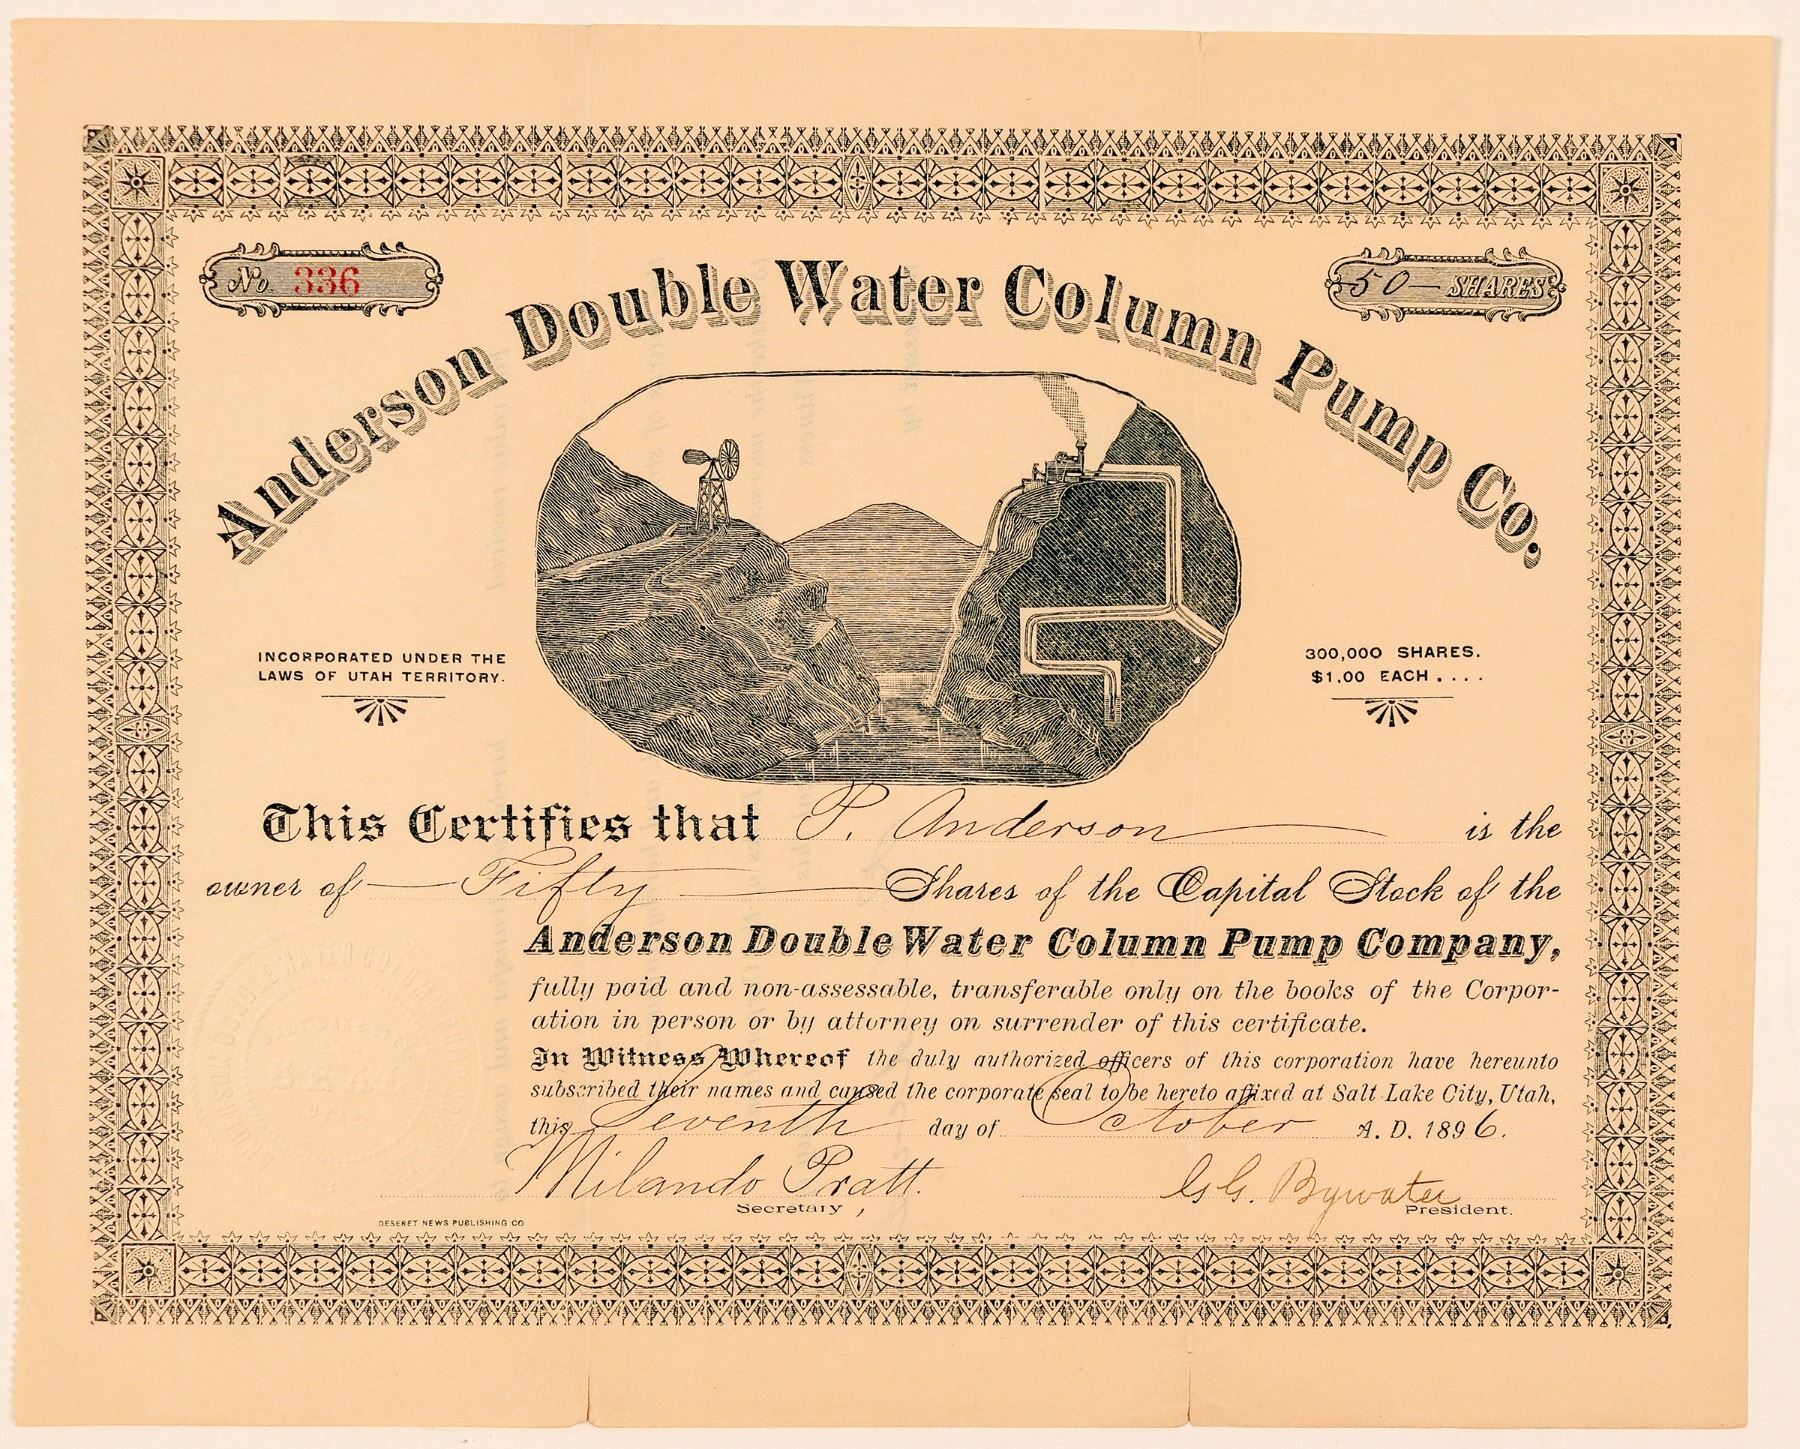 No. 336
50 SHARES
Anderson Double Water Column Pump Co.
INCORPORATED UNDER THE
LAWS OF UTAH TERRITORY.
300,000 SHARES.
$1.00 EACH....
This Certifies that P. Anderson is the
owner of Fifty Shares of the Capital Stock of the
Anderson Double Water Column Pump Company,
fully paid and non-assessable, transferable only on the books of the Corpor-
ation in person or by attorney on surrender of this certificate.
In Witness Whereof the duly authorized officers of this corporation have hereunto
subscribed their names and caused the corporate seal to be hereto affixed at Salt Lake City, Utah,
this Seventh day of October A. D. 1896.
Milando Pratt.
Secretary,
G. G. Bywater
President.
DESERET NEWS PUBLISHING CO